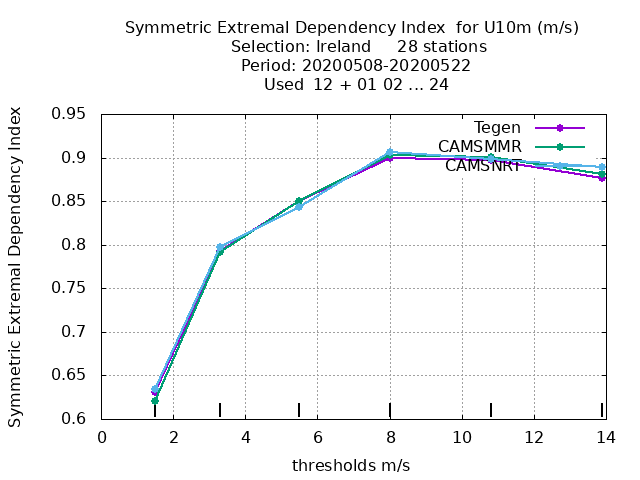 Symmetric Extremal Dependency Index for U10m (m/s)
Selection: Ireland 28 stations
Period: 20200508-20200522
Used 12 + 01 02 ... 24
Symmetric Extremal Dependency Index
0.95
0.9
0.85
0.8
0.75
0.7
0.65
0.6
Tegen
CAMSMMR
CAMSNRT
0 2 4 6 8 10 12 14
thresholds m/s